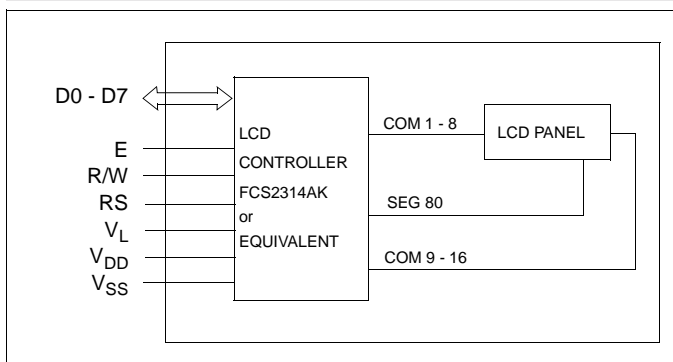 D0 - D7
E
R/W
RS
VL
VDD
VSS
LCD
CONTROLLER
FCS2314AK
or
EQUIVALENT
COM 1 - 8
SEG 80
COM 9 - 16
LCD PANEL